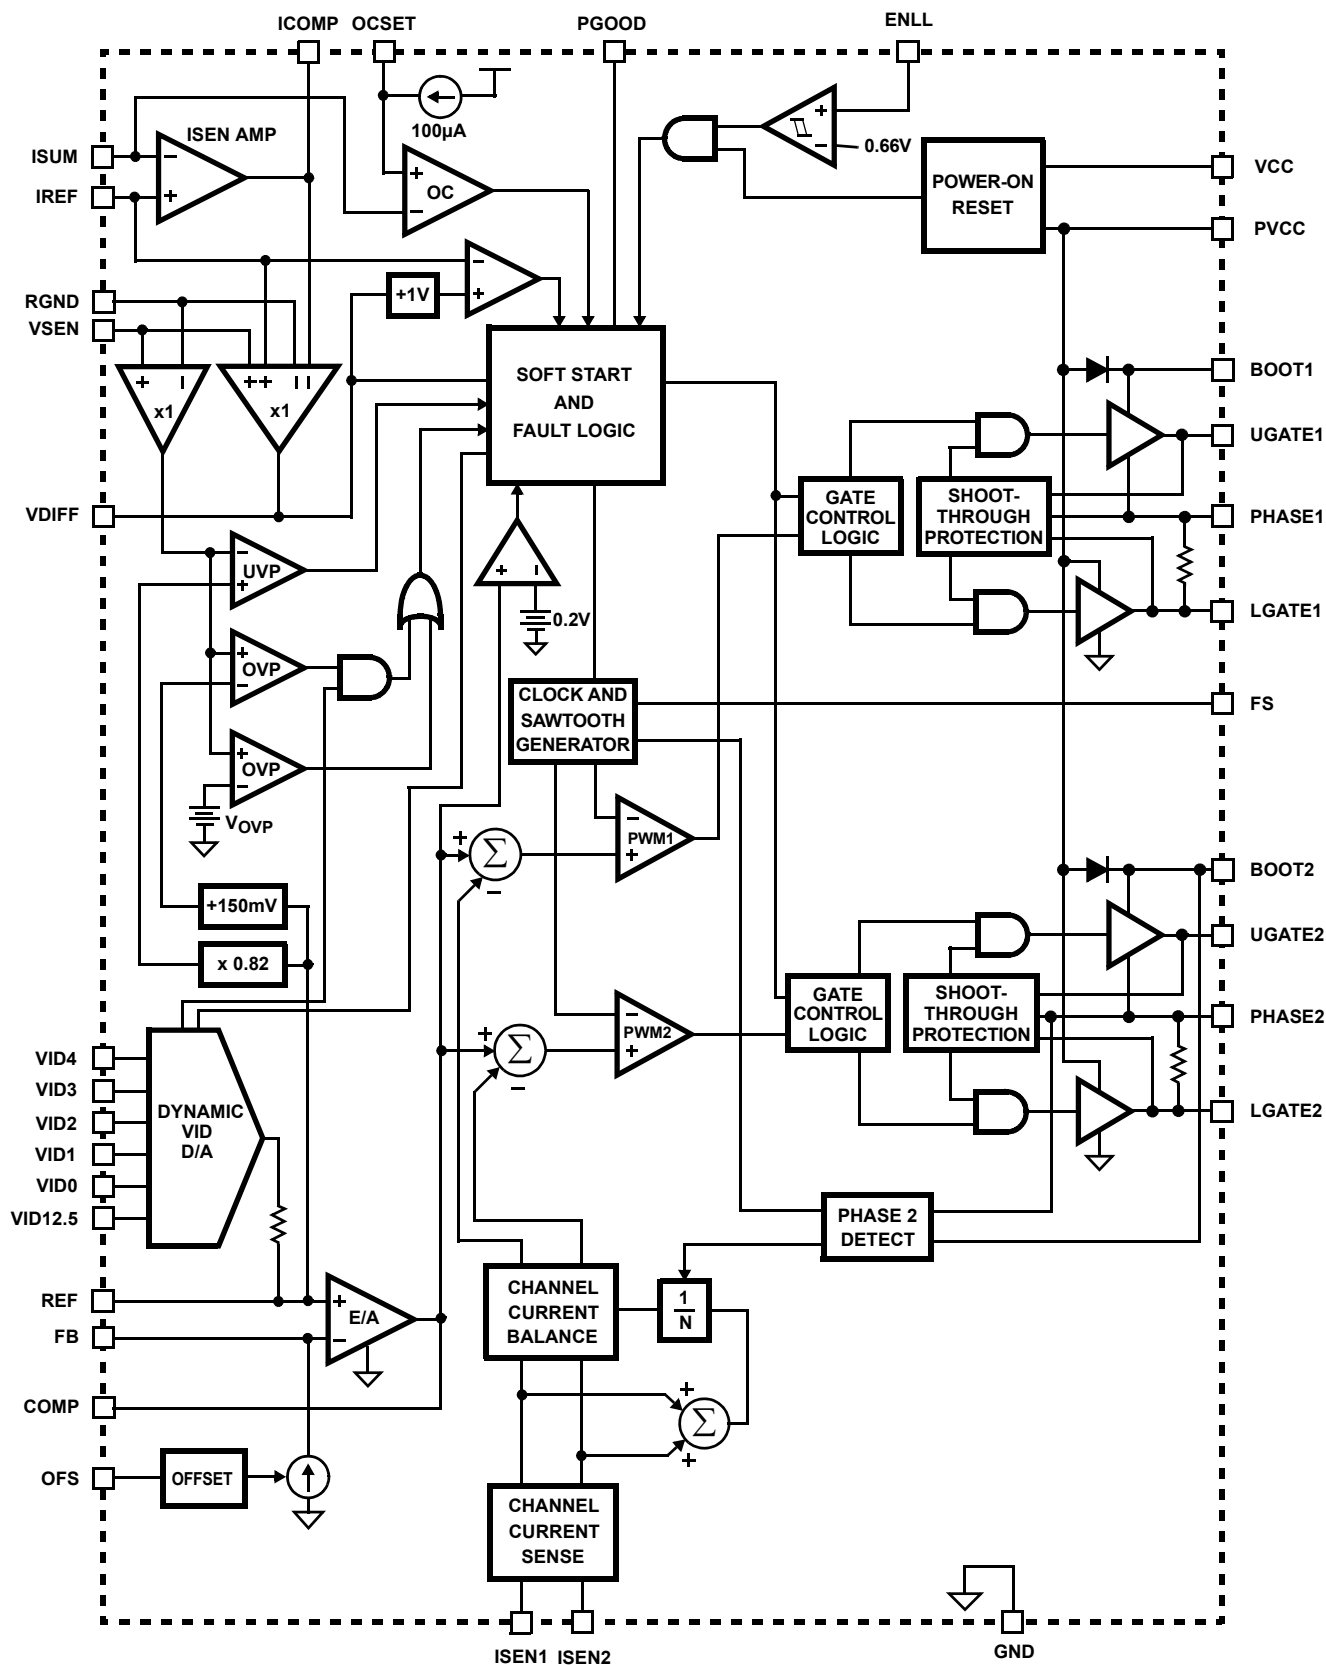 ICOMP OCSET PGOOD ENLL
100µA
ISEN AMP
ISUM
−
+
IREF
+
OC
−
+
−
0.66V
POWER-ON
RESET
VCC
PVCC
−
+
+1V
RGND
VSEN
+ −
x1
++ − −
x1
SOFT START
AND
FAULT LOGIC
BOOT1
UGATE1
GATE
CONTROL
LOGIC
SHOOT-
THROUGH
PROTECTION
PHASE1
LGATE1
VDIFF
−
UVP
+
+ −
0.2V
+
OVP
−
+
OVP
−
VOVP
CLOCK AND
SAWTOOTH
GENERATOR
FS
−
PWM1
+
+
Σ
−
+150mV
x 0.82
BOOT2
UGATE2
GATE
CONTROL
LOGIC
SHOOT-
THROUGH
PROTECTION
PHASE2
LGATE2
−
PWM2
+
+
Σ
−
VID4
VID3
VID2
VID1
VID0
VID12.5
DYNAMIC
VID
D/A
PHASE 2
DETECT
REF
FB
+
E/A
−
CHANNEL
CURRENT
BALANCE
1
N
COMP
+
Σ
+
OFS
OFFSET
CHANNEL
CURRENT
SENSE
ISEN1 ISEN2
GND